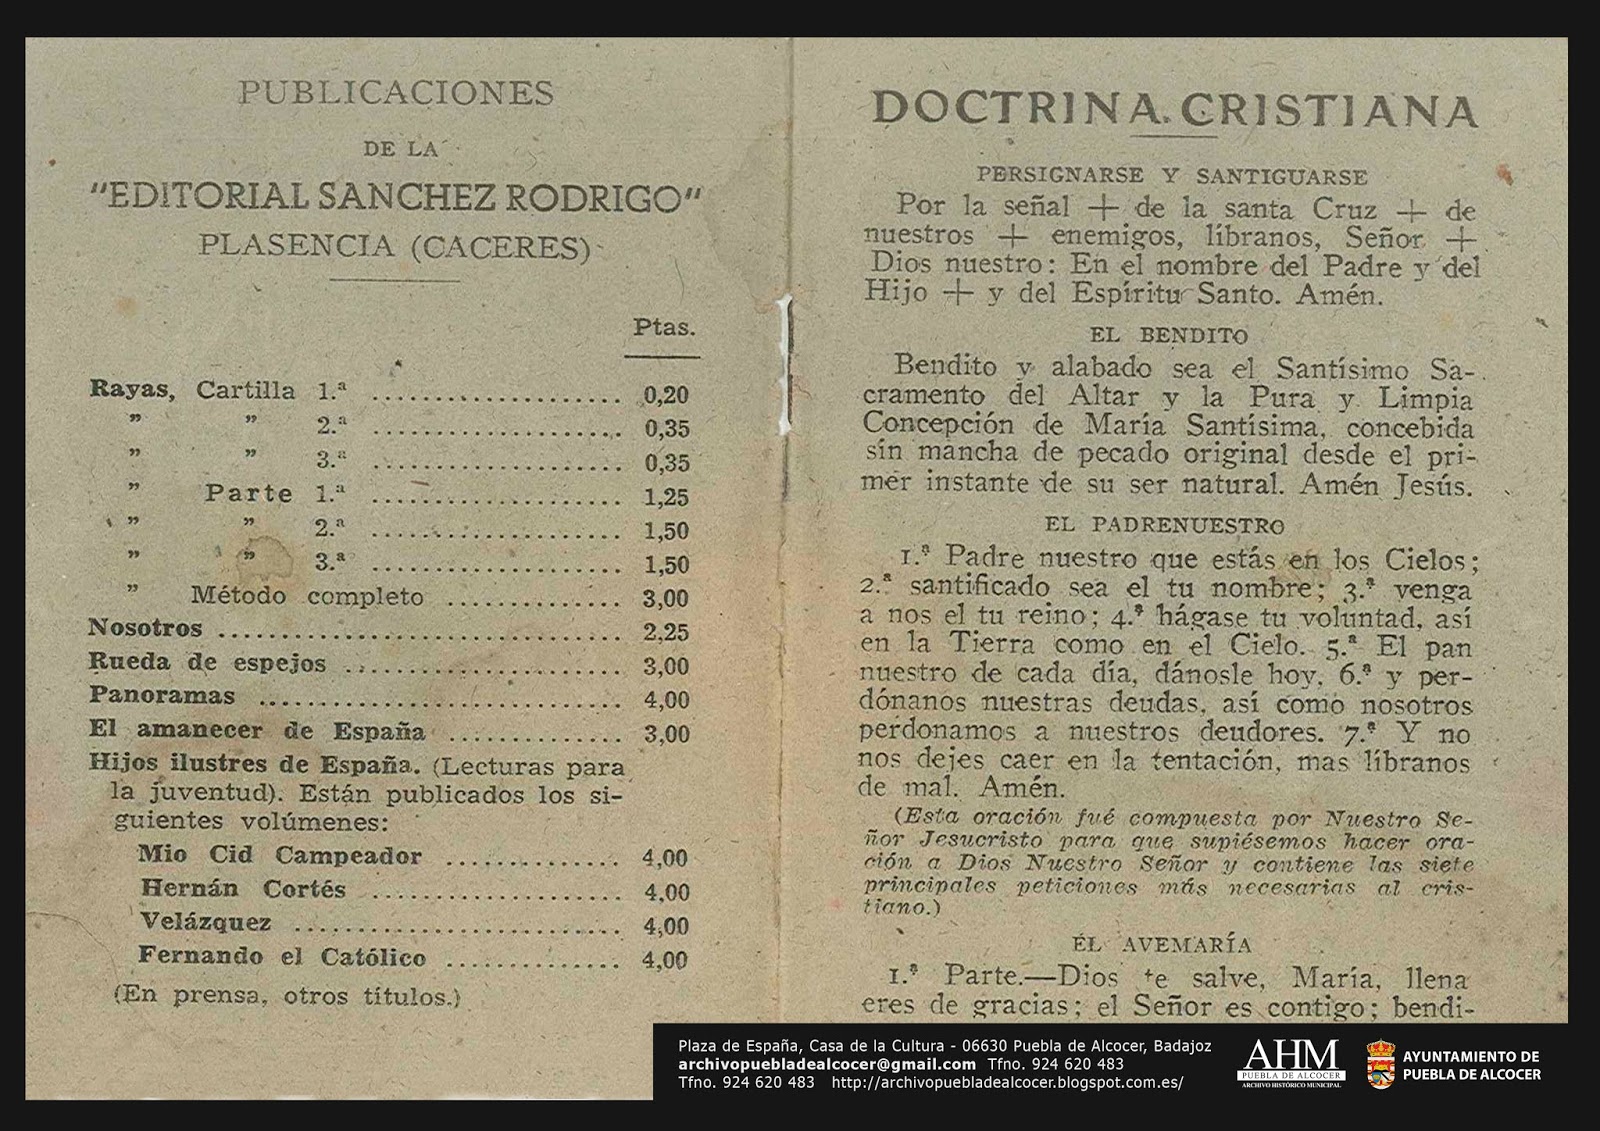 PUBLICACIONES
DE LA
"EDITORIAL SANCHEZ RODRIGO"
PLASENCIA (CACERES)
Ptas.
Rayas, Cartilla 1.ª ........................ 0,20
" " 2.ª ........................ 0,35
" " 3.ª ........................ 0,35
" Parte 1.ª ........................ 1,25
" " 2.ª ........................ 1,50
" " 3.ª ........................ 1,50
" Método completo ................ 3,00
Nosotros ........................................ 2,25
Rueda de espejos ........................... 3,00
Panoramas .................................... 4,00
El amanecer de España ................ 3,00
Hijos ilustres de España. (Lecturas para
la juventud). Están publicados los si-
guientes volúmenes:
Mio Cid Campeador ................ 4,00
Hernán Cortés ........................ 4,00
Velázquez ................................ 4,00
Fernando el Católico ................ 4,00
(En prensa, otros títulos.)
DOCTRINA CRISTIANA
PERSIGNARSE Y SANTIGUARSE
Por la señal + de la santa Cruz + de
nuestros + enemigos, líbranos, Señor +
Dios nuestro: En el nombre del Padre y del
Hijo + y del Espíritu Santo. Amén.
EL BENDITO
Bendito y alabado sea el Santísimo Sa-
cramento del Altar y la Pura y Limpia
Concepción de María Santísima, concebida
sin mancha de pecado original desde el pri-
mer instante de su ser natural. Amén Jesús.
EL PADRENUESTRO
1.ª Padre nuestro que estás en los Cielos;
2.ª santificado sea el tu nombre; 3.ª venga
a nos el tu reino; 4.ª hágase tu voluntad, así
en la Tierra como en el Cielo. 5.ª El pan
nuestro de cada día, dánosle hoy, 6.ª y per-
dónanos nuestras deudas, así como nosotros
perdonamos a nuestros deudores. 7.ª Y no
nos dejes caer en la tentación, mas líbranos
de mal. Amén.
(Esta oración fué compuesta por Nuestro Se-
ñor Jesucristo para que supiésemos hacer ora-
ción a Dios Nuestro Señor y contiene las siete
principales peticiones más necesarias al cris-
tiano.)
EL AVEMARÍA
1.ª Parte.—Dios te salve, María, llena
eres de gracias; el Señor es contigo; bendi-
Plaza de España, Casa de la Cultura - 06630 Puebla de Alcocer, Badajoz
archivopuebladealcocer@gmail.com Tfno. 924 620 483
Tfno. 924 620 483 http://archivopuebladealcocer.blogspot.com.es/
AHM
PUEBLA DE ALCOCER
ARCHIVO HISTÓRICO MUNICIPAL
AYUNTAMIENTO DE
PUEBLA DE ALCOCER